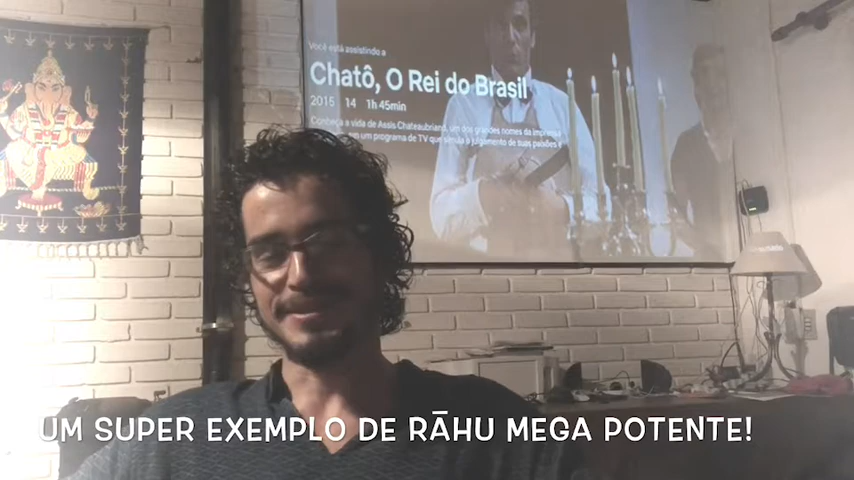 Você está assistindo a
Chatô, O Rei do Brasil
2015 14 1h 45min
Conheça a vida de Assis Chateaubriand, um dos grandes nomes da imprensa
em um programa de TV que simula o julgamento de suas paixões e
UM SUPER EXEMPLO DE RĀHU MEGA POTENTE!